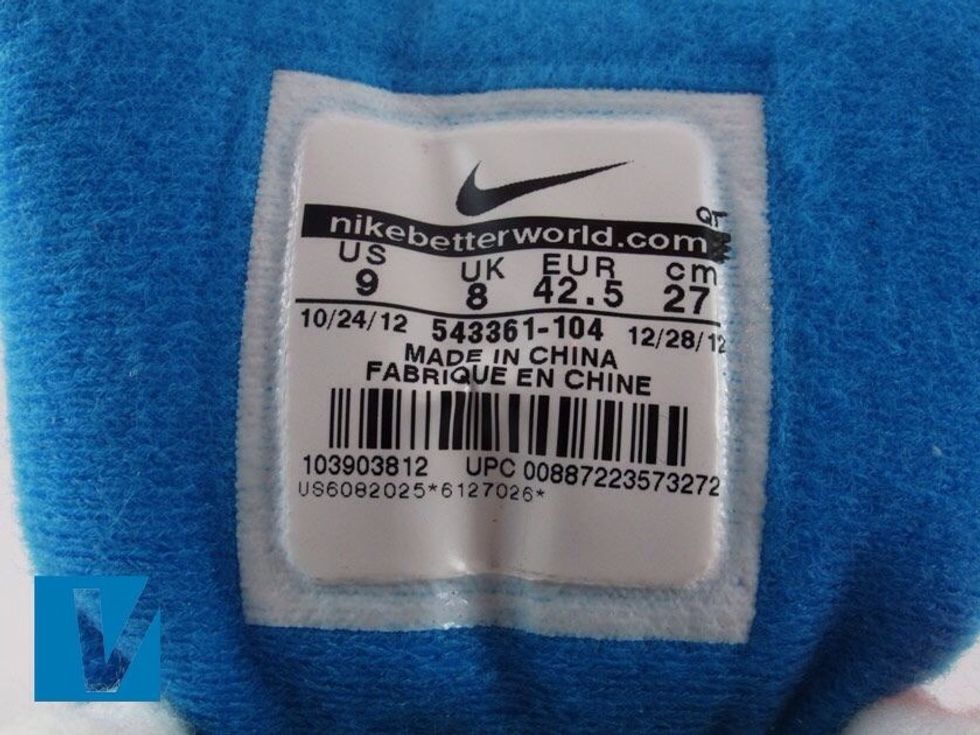 QT
nikebetterworld.com
US UK EUR cm
9 8 42.5 27
10/24/12 543361-104 12/28/12
MADE IN CHINA
FABRIQUE EN CHINE
103903812 UPC 00887223573272
US6082025*6127026*
V